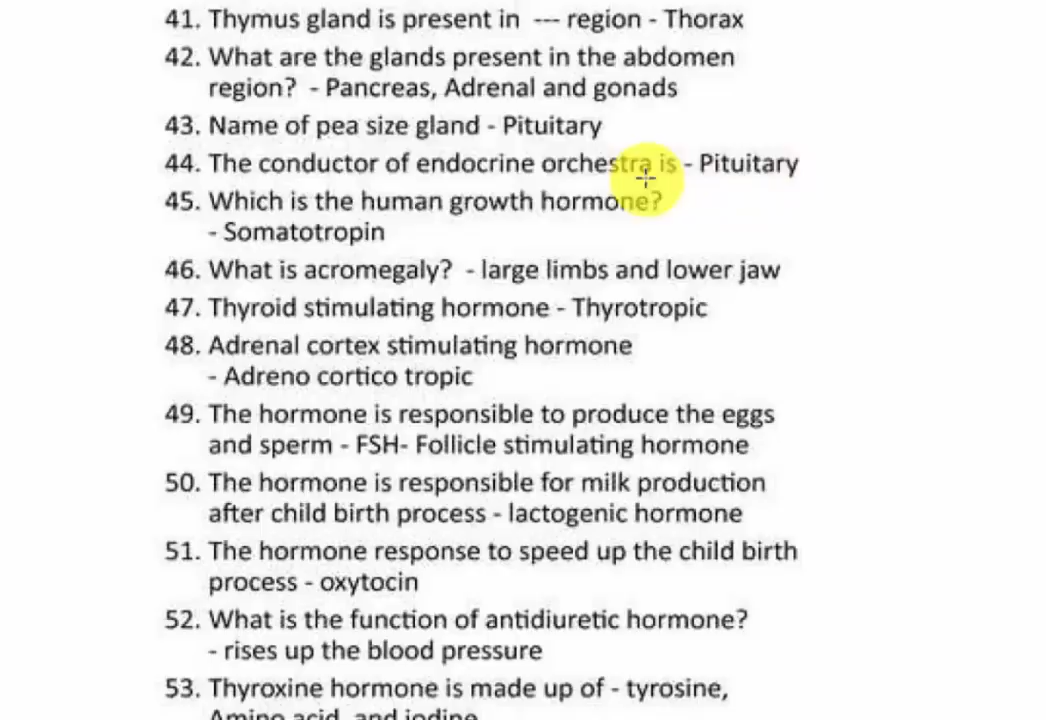 41. Thymus gland is present in --- region - Thorax
42. What are the glands present in the abdomen
region? - Pancreas, Adrenal and gonads
43. Name of pea size gland - Pituitary
44. The conductor of endocrine orchestra is - Pituitary
45. Which is the human growth hormone?
- Somatotropin
46. What is acromegaly? - large limbs and lower jaw
47. Thyroid stimulating hormone - Thyrotropic
48. Adrenal cortex stimulating hormone
- Adreno cortico tropic
49. The hormone is responsible to produce the eggs
and sperm - FSH- Follicle stimulating hormone
50. The hormone is responsible for milk production
after child birth process - lactogenic hormone
51. The hormone response to speed up the child birth
process - oxytocin
52. What is the function of antidiuretic hormone?
- rises up the blood pressure
53. Thyroxine hormone is made up of - tyrosine,
Amino acid, and iodine